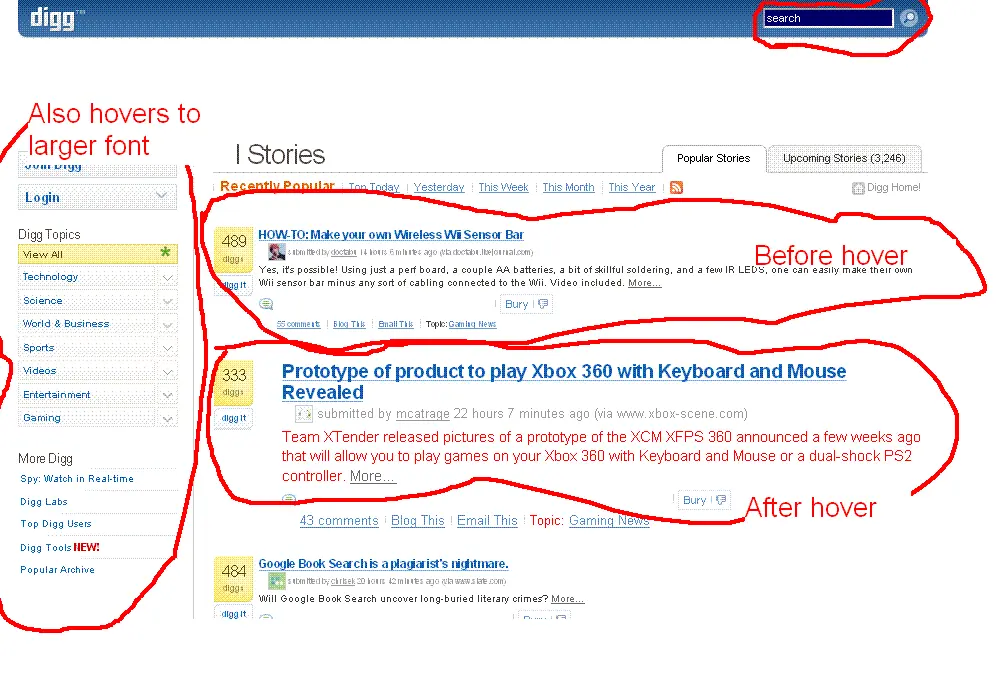 digg™
search
Also hovers to
larger font
Join Digg
Login
Digg Topics
View All *
Technology
Science
World & Business
Sports
Videos
Entertainment
Gaming
More Digg
Spy: Watch in Real-time
Digg Labs
Top Digg Users
Digg Tools NEW!
Popular Archive
l Stories
Popular Stories
Upcoming Stories (3,246)
Recently Popular Top Today Yesterday This Week This Month This Year
Digg Home!
489
diggs
digg it
HOW-TO: Make your own Wireless Wii Sensor Bar
submitted by doctabu 14 hours 6 minutes ago (via doctabu.livejournal.com)
Yes, it's possible! Using just a perf board, a couple AA batteries, a bit of skillful soldering, and a few IR LEDS, one can easily make their own
Wii sensor bar minus any sort of cabling connected to the Wii. Video included. More...
Bury
55 comments Blog This Email This Topic: Gaming News
Before hover
333
diggs
digg it
Prototype of product to play Xbox 360 with Keyboard and Mouse
Revealed
submitted by mcatrage 22 hours 7 minutes ago (via www.xbox-scene.com)
Team XTender released pictures of a prototype of the XCM XFPS 360 announced a few weeks ago
that will allow you to play games on your Xbox 360 with Keyboard and Mouse or a dual-shock PS2
controller. More...
Bury
43 comments Blog This Email This Topic: Gaming News
After hover
484
diggs
digg it
Google Book Search is a plagiarist's nightmare.
submitted by chrisek 20 hours 42 minutes ago (via www.slate.com)
Will Google Book Search uncover long-buried literary crimes? More...
Bury